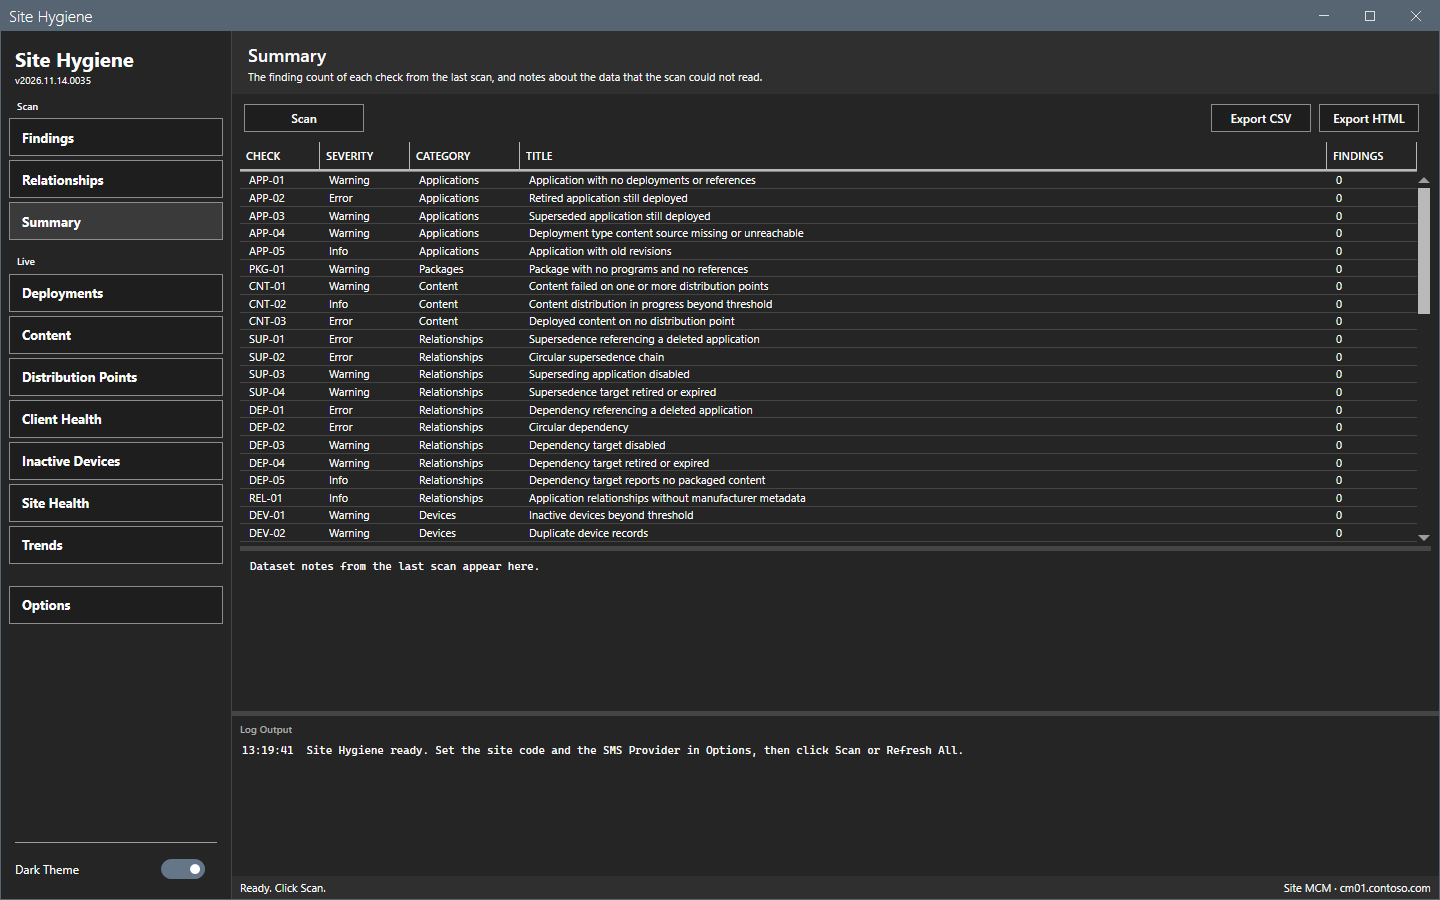 Site Hygiene
Site Hygiene
v2026.11.14.0035
Scan
Findings
Relationships
Summary
Live
Deployments
Content
Distribution Points
Client Health
Inactive Devices
Site Health
Trends
Options
Dark Theme
Summary
The finding count of each check from the last scan, and notes about the data that the scan could not read.
Scan Export CSV Export HTML
CHECK SEVERITY CATEGORY TITLE FINDINGS
APP-01 Warning Applications Application with no deployments or references 0
APP-02 Error Applications Retired application still deployed 0
APP-03 Warning Applications Superseded application still deployed 0
APP-04 Warning Applications Deployment type content source missing or unreachable 0
APP-05 Info Applications Application with old revisions 0
PKG-01 Warning Packages Package with no programs and no references 0
CNT-01 Warning Content Content failed on one or more distribution points 0
CNT-02 Info Content Content distribution in progress beyond threshold 0
CNT-03 Error Content Deployed content on no distribution point 0
SUP-01 Error Relationships Supersedence referencing a deleted application 0
SUP-02 Error Relationships Circular supersedence chain 0
SUP-03 Warning Relationships Superseding application disabled 0
SUP-04 Warning Relationships Supersedence target retired or expired 0
DEP-01 Error Relationships Dependency referencing a deleted application 0
DEP-02 Error Relationships Circular dependency 0
DEP-03 Warning Relationships Dependency target disabled 0
DEP-04 Warning Relationships Dependency target retired or expired 0
DEP-05 Info Relationships Dependency target reports no packaged content 0
REL-01 Info Relationships Application relationships without manufacturer metadata 0
DEV-01 Warning Devices Inactive devices beyond threshold 0
DEV-02 Warning Devices Duplicate device records 0
Dataset notes from the last scan appear here.
Log Output
13:19:41 Site Hygiene ready. Set the site code and the SMS Provider in Options, then click Scan or Refresh All.
Ready. Click Scan. Site MCM · cm01.contoso.com